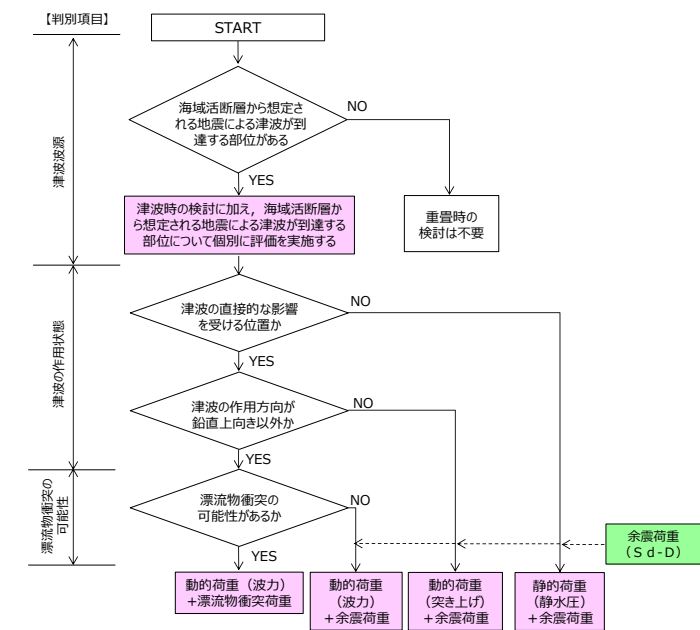 【判別項目】
START
津波波源
海域活断層から想定さ
れる地震による津波が到
達する部位がある
NO
YES
津波時の検討に加え，海域活断層か
ら想定される地震による津波が到達する
部位について個別に評価を実施する
重畳時の
検討は不要
津波の作用状態
津波の直接的な影響
を受ける位置か
NO
YES
津波の作用方向が
鉛直上向き以外か
NO
YES
漂流物衝突の
可能性
漂流物衝突の
可能性があるか
NO
YES
余震荷重
（Ｓｄ-D）
動的荷重（波力）
+漂流物衝突荷重
動的荷重
（波力）
+余震荷重
動的荷重
（突き上げ）
+余震荷重
静的荷重
（静水圧）
+余震荷重